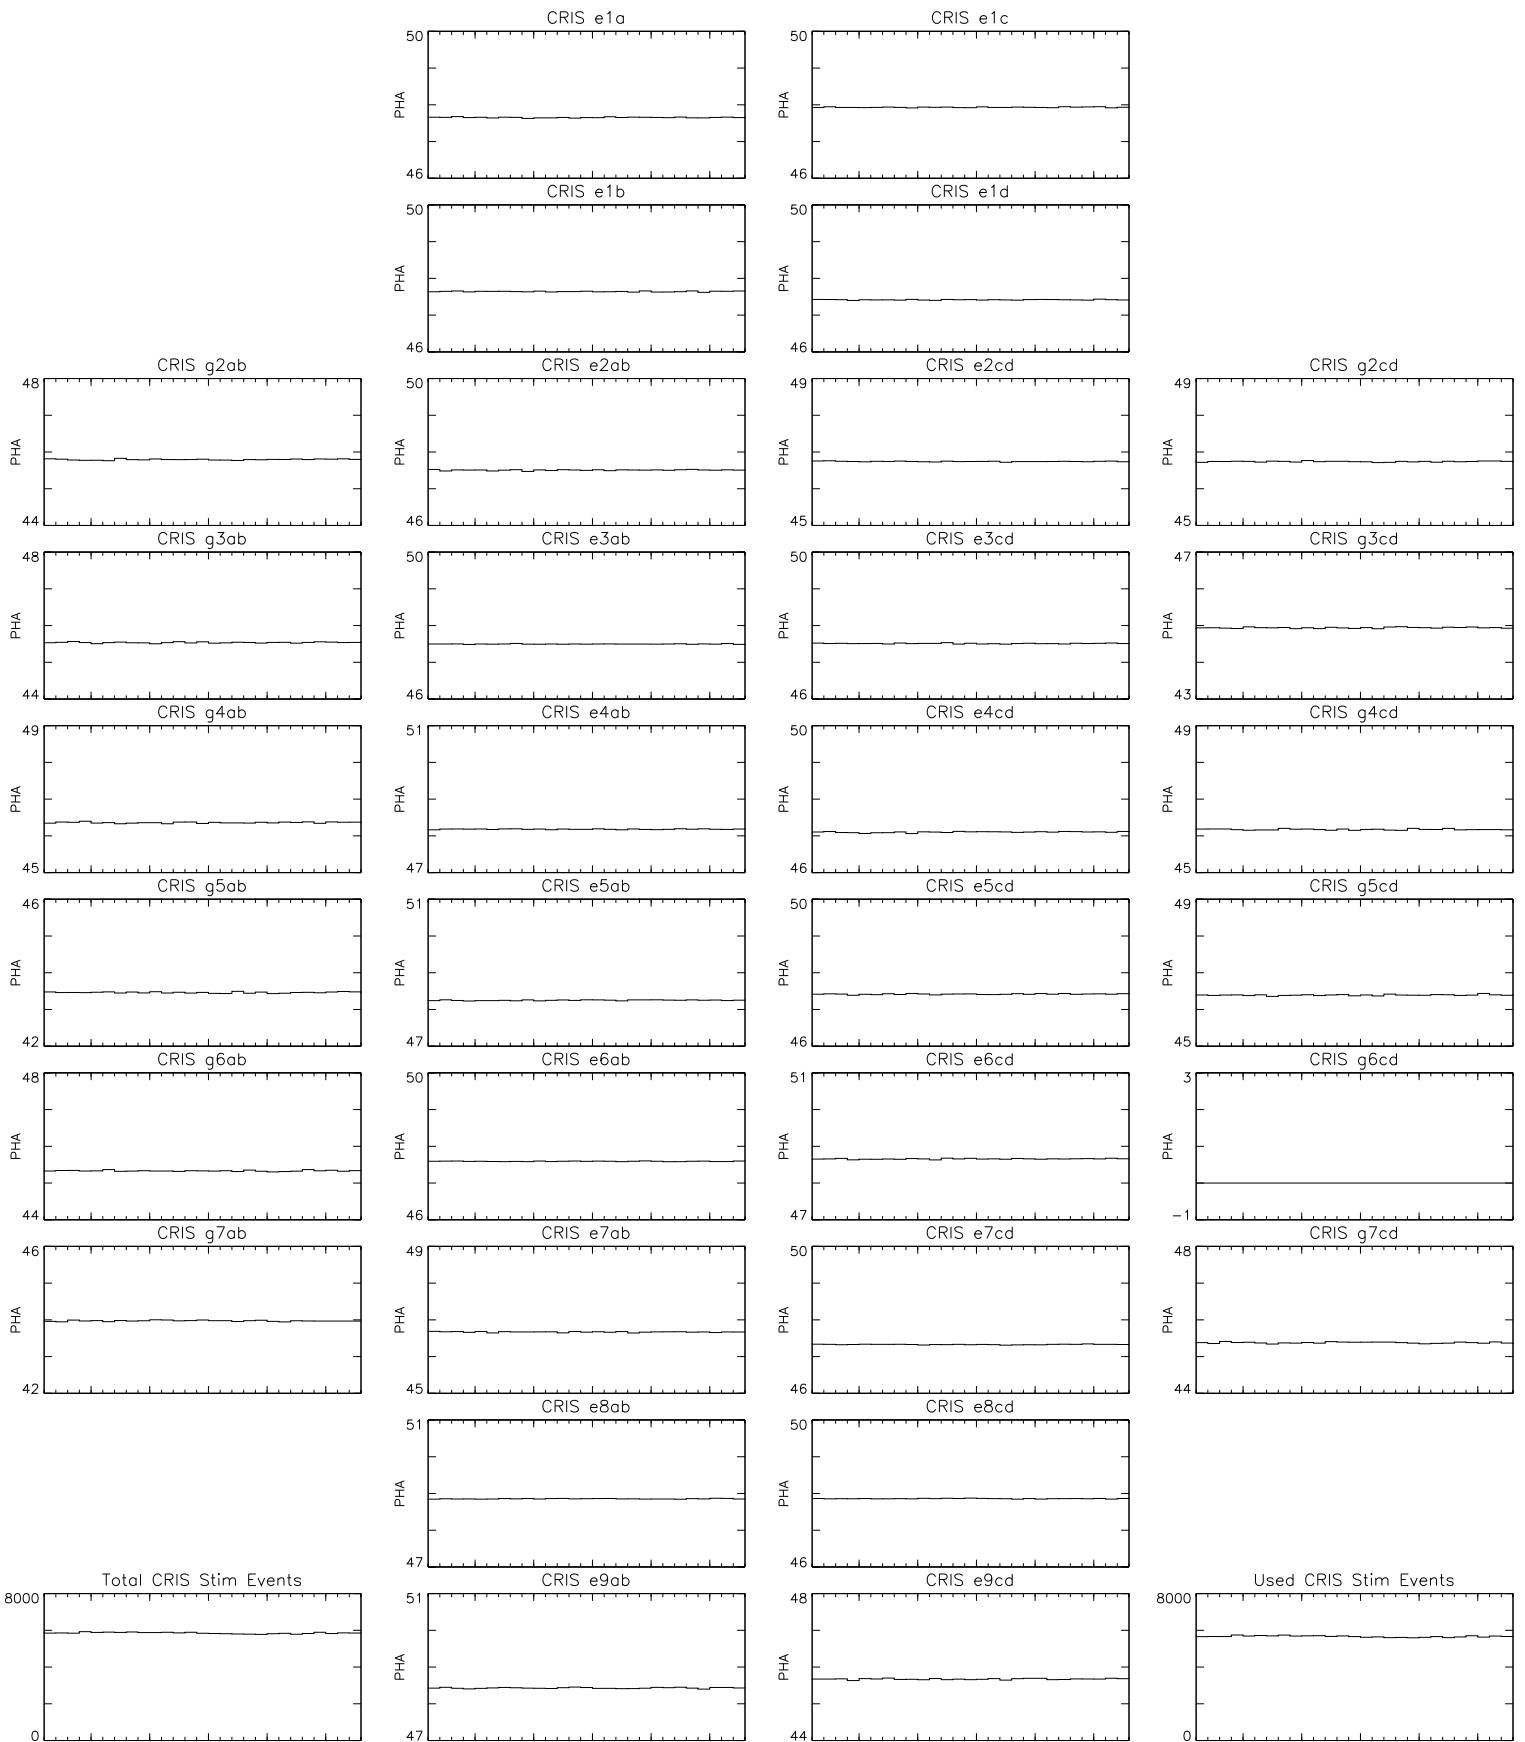 CRIS e1a
CRIS e1c
50
PHA
46
50
PHA
46
CRIS e1b
CRIS e1d
50
PHA
46
50
PHA
46
CRIS g2ab
CRIS e2ab
CRIS e2cd
CRIS g2cd
48
PHA
44
50
PHA
46
49
PHA
45
49
PHA
45
CRIS g3ab
CRIS e3ab
CRIS e3cd
CRIS g3cd
48
PHA
44
50
PHA
46
50
PHA
46
47
PHA
43
CRIS g4ab
CRIS e4ab
CRIS e4cd
CRIS g4cd
49
PHA
45
51
PHA
47
50
PHA
46
49
PHA
45
CRIS g5ab
CRIS e5ab
CRIS e5cd
CRIS g5cd
46
PHA
42
51
PHA
47
50
PHA
46
49
PHA
45
CRIS g6ab
CRIS e6ab
CRIS e6cd
CRIS g6cd
48
PHA
44
50
PHA
46
51
PHA
47
3
PHA
-1
CRIS g7ab
CRIS e7ab
CRIS e7cd
CRIS g7cd
46
PHA
42
49
PHA
45
50
PHA
46
48
PHA
44
CRIS e8ab
CRIS e8cd
51
PHA
47
50
PHA
46
Total CRIS Stim Events
CRIS e9ab
CRIS e9cd
Used CRIS Stim Events
8000
0
51
PHA
47
48
PHA
44
8000
0